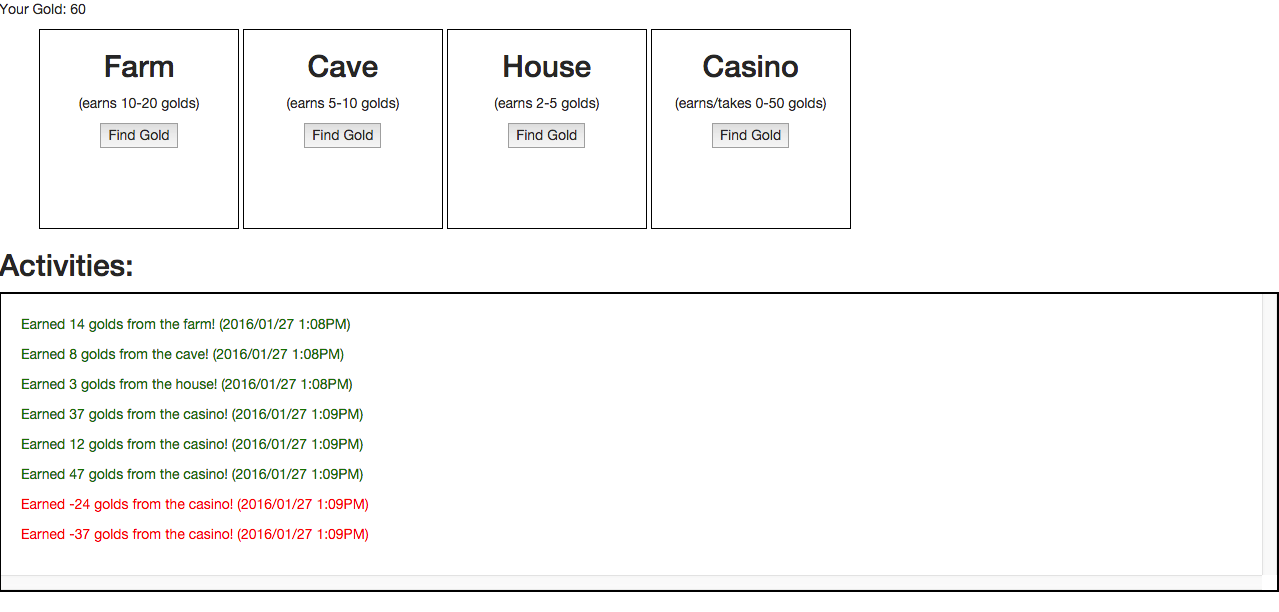 Your Gold: 60
Farm
(earns 10-20 golds)
Find Gold
Cave
(earns 5-10 golds)
Find Gold
House
(earns 2-5 golds)
Find Gold
Casino
(earns/takes 0-50 golds)
Find Gold
Activities:
Earned 14 golds from the farm! (2016/01/27 1:08PM)
Earned 8 golds from the cave! (2016/01/27 1:08PM)
Earned 3 golds from the house! (2016/01/27 1:08PM)
Earned 37 golds from the casino! (2016/01/27 1:09PM)
Earned 12 golds from the casino! (2016/01/27 1:09PM)
Earned 47 golds from the casino! (2016/01/27 1:09PM)
Earned -24 golds from the casino! (2016/01/27 1:09PM)
Earned -37 golds from the casino! (2016/01/27 1:09PM)